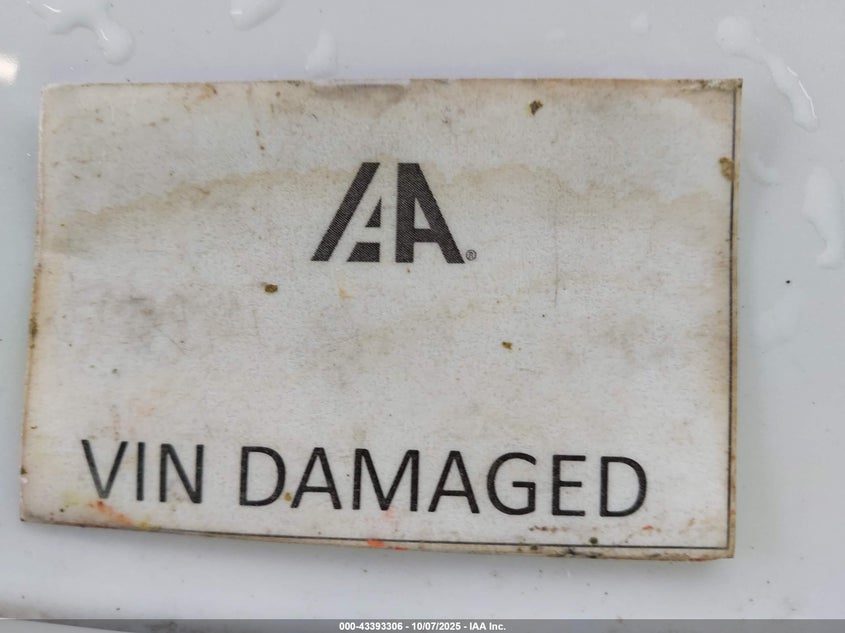 IAA®
VIN DAMAGED
000-43393306 - 10/07/2025 - IAA Inc.